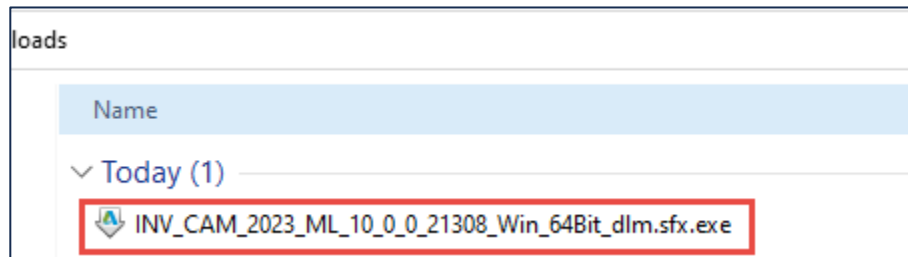 loads
Name
Today (1)
INV_CAM_2023_ML_10_0_0_21308_Win_64Bit_dlm.sfx.exe